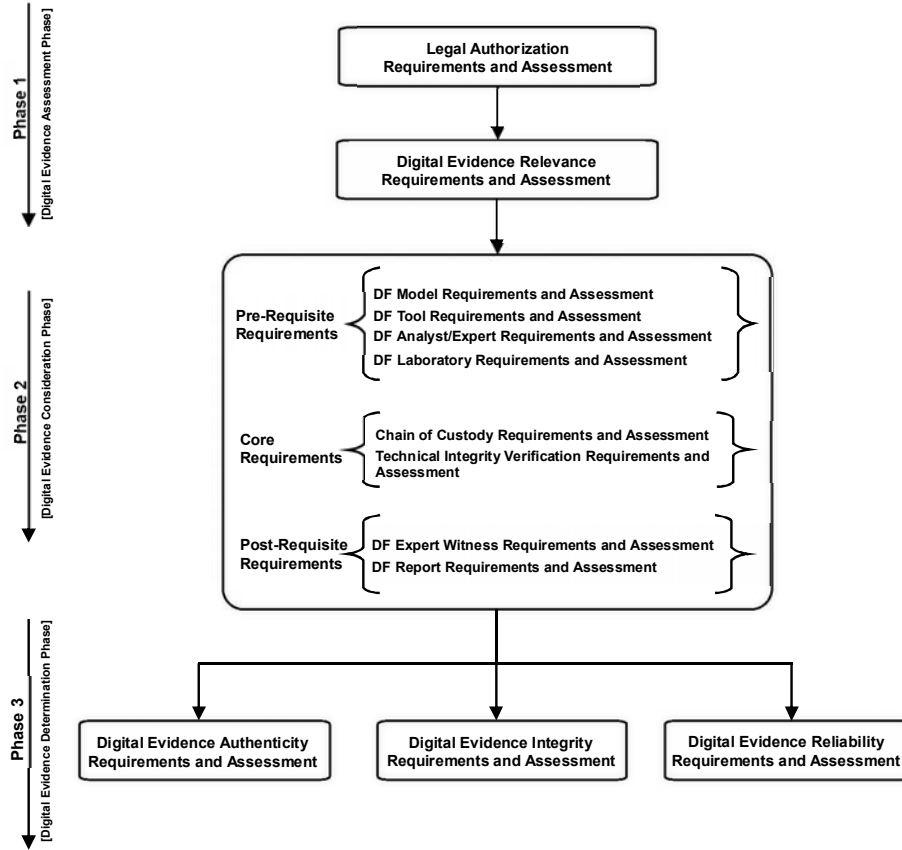 Phase 1
[Digital Evidence Assessment Phase]
Legal Authorization
Requirements and Assessment
Digital Evidence Relevance
Requirements and Assessment
Phase 2
[Digital Evidence Consideration Phase]
Pre-Requisite
Requirements
DF Model Requirements and Assessment
DF Tool Requirements and Assessment
DF Analyst/Expert Requirements and Assessment
DF Laboratory Requirements and Assessment
Core
Requirements
Chain of Custody Requirements and Assessment
Technical Integrity Verification Requirements and
Assessment
Post-Requisite
Requirements
DF Expert Witness Requirements and Assessment
DF Report Requirements and Assessment
Phase 3
[Digital Evidence Determination Phase]
Digital Evidence Authenticity
Requirements and Assessment
Digital Evidence Integrity
Requirements and Assessment
Digital Evidence Reliability
Requirements and Assessment